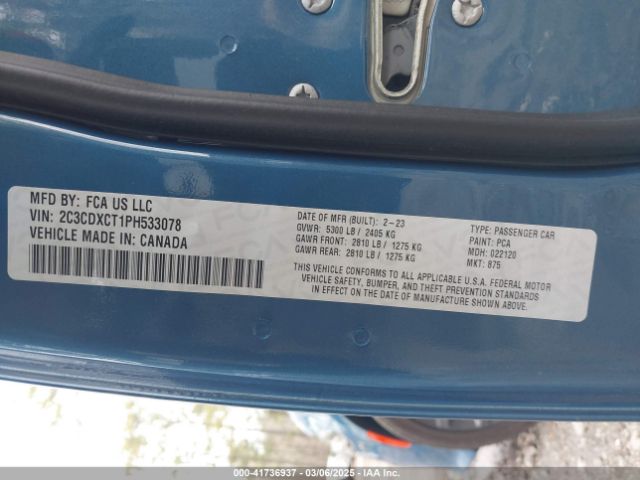 MFD BY: FCA US LLC
VIN: 2C3CDXCT1PH533078
VEHICLE MADE IN: CANADA
DATE OF MFR (BUILT): 2-23
GVWR: 5300 LB / 2405 KG
GAWR FRONT: 2810 LB / 1275 KG
GAWR REAR: 2810 LB / 1275 KG
TYPE: PASSENGER CAR
PAINT: PCA
MDH: 022120
MKT: 875
THIS VEHICLE CONFORMS TO ALL APPLICABLE U.S.A. FEDERAL MOTOR
VEHICLE SAFETY, BUMPER, AND THEFT PREVENTION STANDARDS
IN EFFECT ON THE DATE OF MANUFACTURE SHOWN ABOVE.
000-41736937 - 03/06/2025 - IAA Inc.